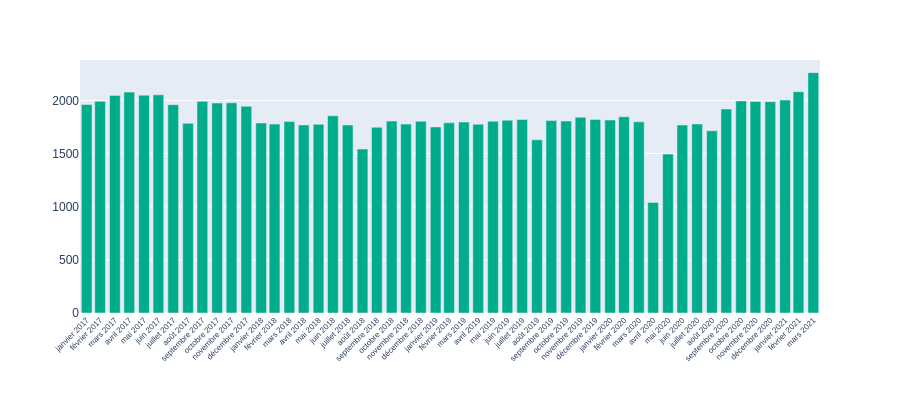 2000
1500
1000
500
0
janvier 2017
février 2017
mars 2017
avril 2017
mai 2017
juin 2017
juillet 2017
août 2017
septembre 2017
octobre 2017
novembre 2017
décembre 2017
janvier 2018
février 2018
mars 2018
avril 2018
mai 2018
juin 2018
juillet 2018
août 2018
septembre 2018
octobre 2018
novembre 2018
décembre 2018
janvier 2019
février 2019
mars 2019
avril 2019
mai 2019
juin 2019
juillet 2019
août 2019
septembre 2019
octobre 2019
novembre 2019
décembre 2019
janvier 2020
février 2020
mars 2020
avril 2020
mai 2020
juin 2020
juillet 2020
août 2020
septembre 2020
octobre 2020
novembre 2020
décembre 2020
janvier 2021
février 2021
mars 2021